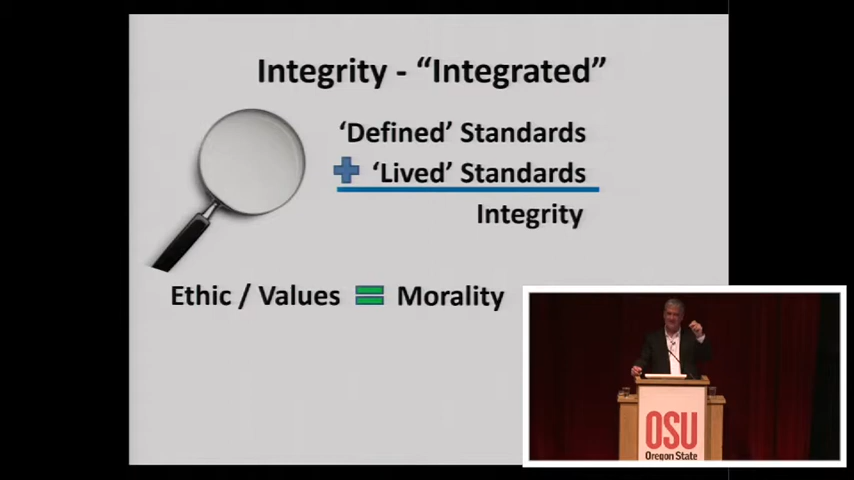 Integrity - “Integrated”
‘Defined’ Standards
‘Lived’ Standards
Integrity
Ethic / Values = Morality
OSU
Oregon State